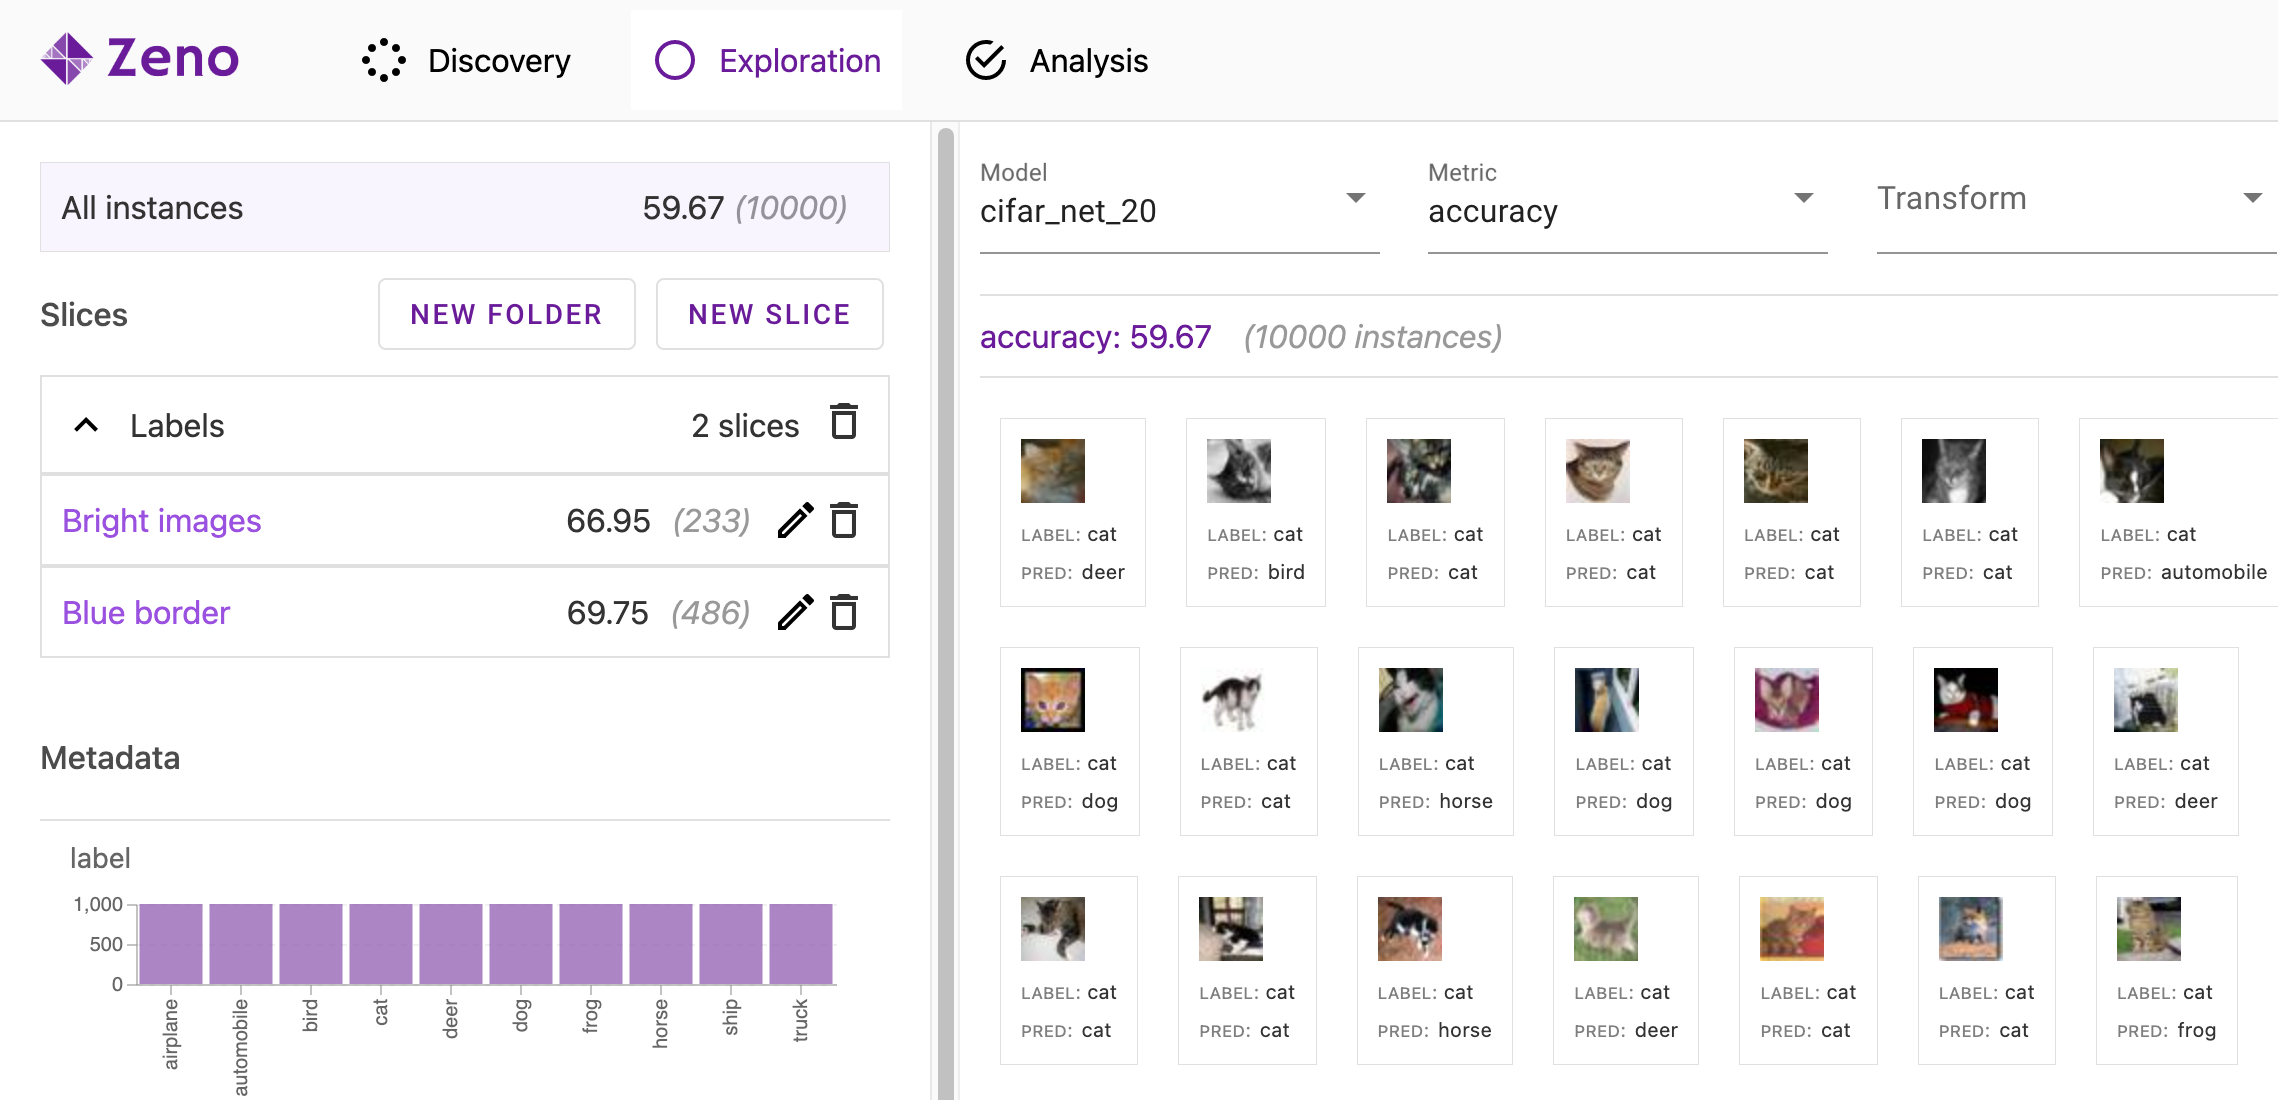 Zeno
Discovery
Exploration
Analysis
All instances 59.67 (10000)
Slices
NEW FOLDER
NEW SLICE
Labels 2 slices
Bright images 66.95 (233)
Blue border 69.75 (486)
Metadata
label
1,000
500
0
airplane
automobile
bird
cat
deer
dog
frog
horse
ship
truck
Model
cifar_net_20
Metric
accuracy
Transform
accuracy: 59.67 (10000 instances)
LABEL: cat
PRED: deer
LABEL: cat
PRED: bird
LABEL: cat
PRED: cat
LABEL: cat
PRED: cat
LABEL: cat
PRED: cat
LABEL: cat
PRED: cat
LABEL: cat
PRED: automobile
LABEL: cat
PRED: dog
LABEL: cat
PRED: cat
LABEL: cat
PRED: horse
LABEL: cat
PRED: dog
LABEL: cat
PRED: dog
LABEL: cat
PRED: dog
LABEL: cat
PRED: deer
LABEL: cat
PRED: cat
LABEL: cat
PRED: cat
LABEL: cat
PRED: horse
LABEL: cat
PRED: deer
LABEL: cat
PRED: cat
LABEL: cat
PRED: cat
LABEL: cat
PRED: frog